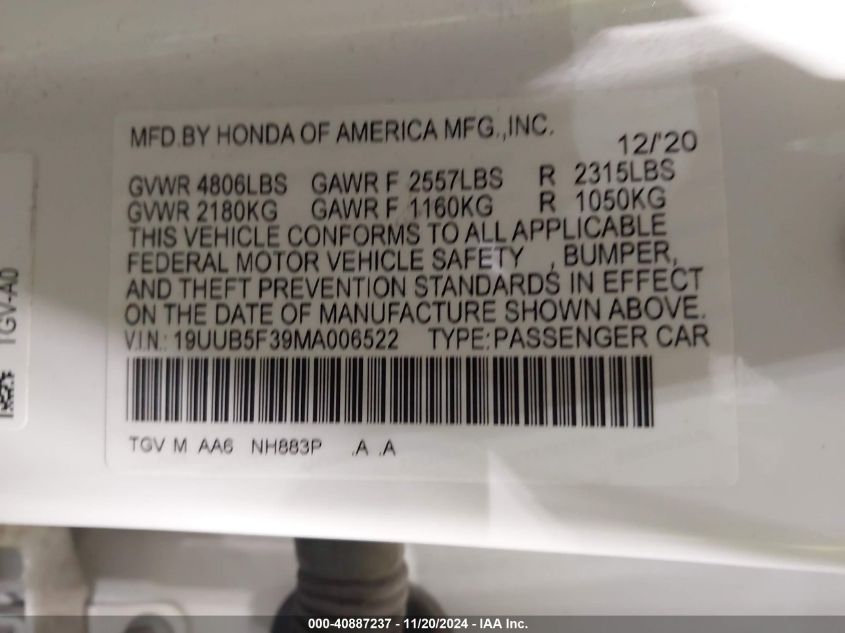 MFD.BY HONDA OF AMERICA MFG.,INC.
12/'20
GVWR 4806LBS GAWR F 2557LBS R 2315LBS
GVWR 2180KG GAWR F 1160KG R 1050KG
THIS VEHICLE CONFORMS TO ALL APPLICABLE
FEDERAL MOTOR VEHICLE SAFETY , BUMPER,
AND THEFT PREVENTION STANDARDS IN EFFECT
ON THE DATE OF MANUFACTURE SHOWN ABOVE.
V.I.N.: 19UUB5F39MA006522 TYPE:PASSENGER CAR
TGV M AA6 NH883P .A .A
TGV-A0
000-40887237 - 11/20/2024 - IAA Inc.